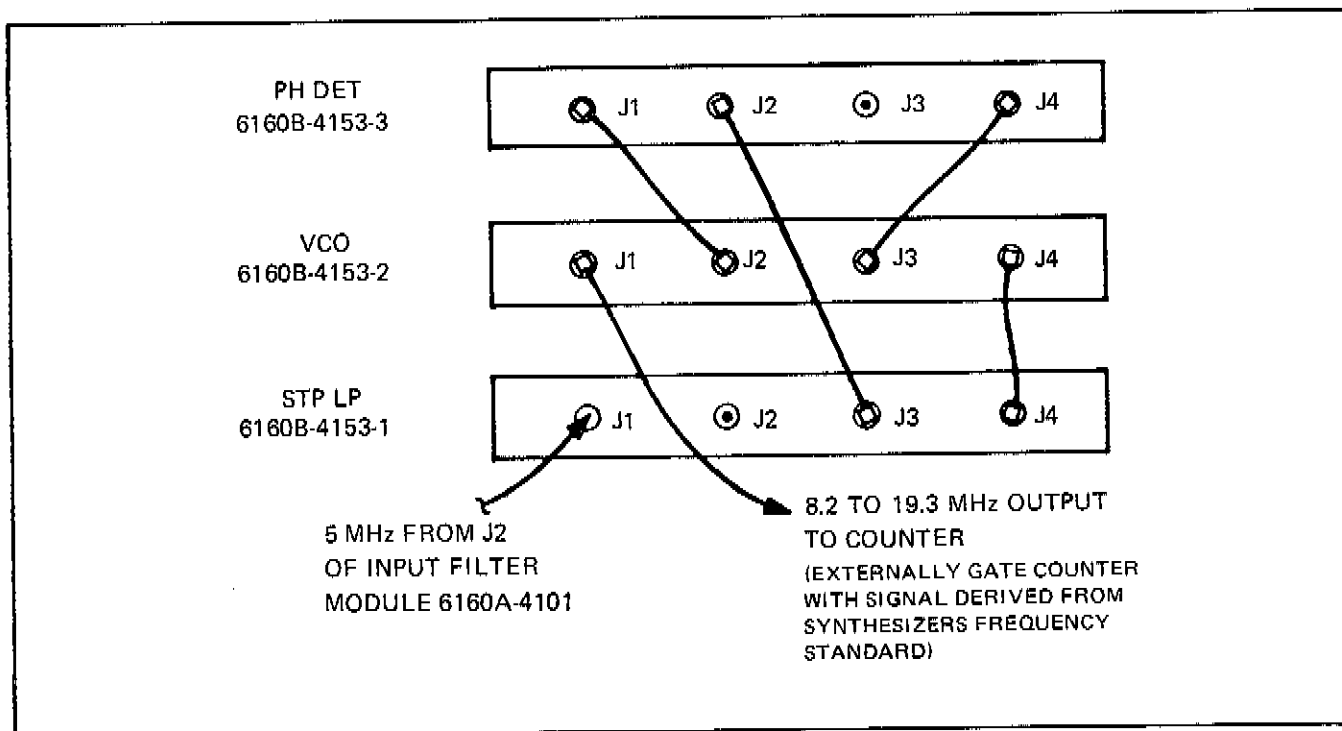 PH DET
6160B-4153-3
J1
J2
J3
J4
VCO
6160B-4153-2
J1
J2
J3
J4
STP LP
6160B-4153-1
J1
J2
J3
J4
5 MHz FROM J2
OF INPUT FILTER
MODULE 6160A-4101
8.2 TO 19.3 MHz OUTPUT
TO COUNTER
(EXTERNALLY GATE COUNTER
WITH SIGNAL DERIVED FROM
SYNTHESIZERS FREQUENCY
STANDARD)